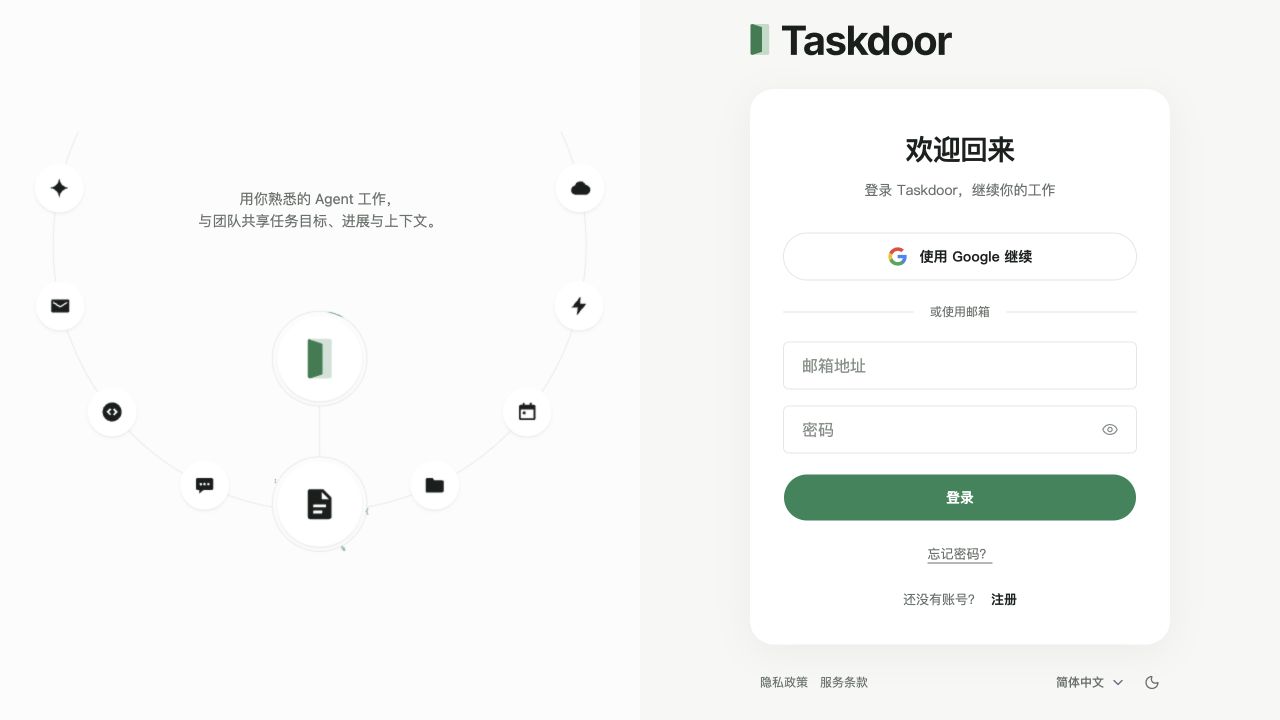 用你熟悉的 Agent 工作，
与团队共享任务目标、进展与上下文。
Taskdoor
欢迎回来
登录 Taskdoor，继续你的工作
使用 Google 继续
或使用邮箱
邮箱地址
密码
登录
忘记密码？
还没有账号？ 注册
隐私政策 服务条款
简体中文